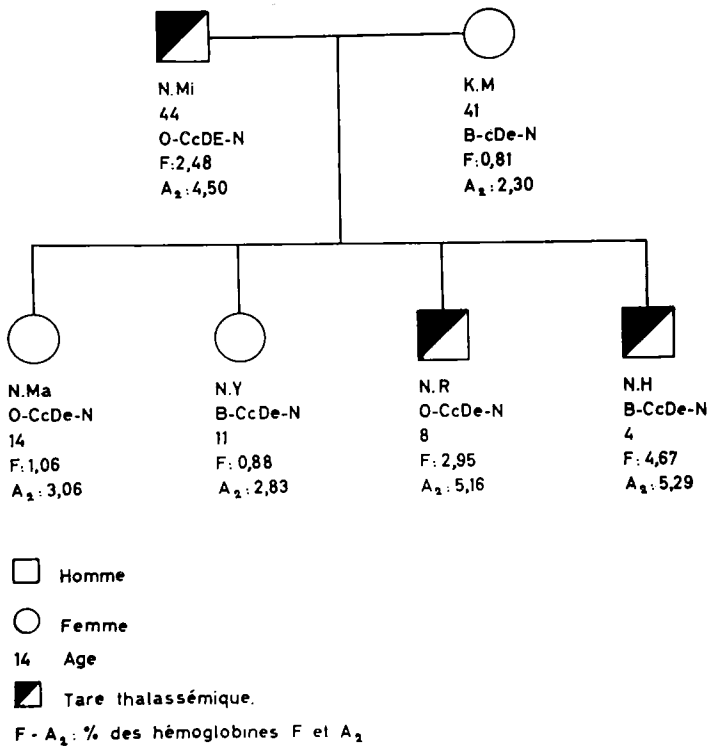 N.Mi
44
O-CcDE-N
F:2,48
A₂:4,50
K.M
41
B-cDe-N
F:0,81
A₂:2,30
N.Ma
O-CcDe-N
14
F:1,06
A₂:3,06
N.Y
B-CcDe-N
11
F:0,88
A₂:2,83
N.R
O-CcDe-N
8
F:2,95
A₂:5,16
N.H
B-CcDe-N
4
F:4,67
A₂:5,29
Homme
Femme
14 Age
Tare thalassémique.
F-A₂:% des hémoglobines F et A₂